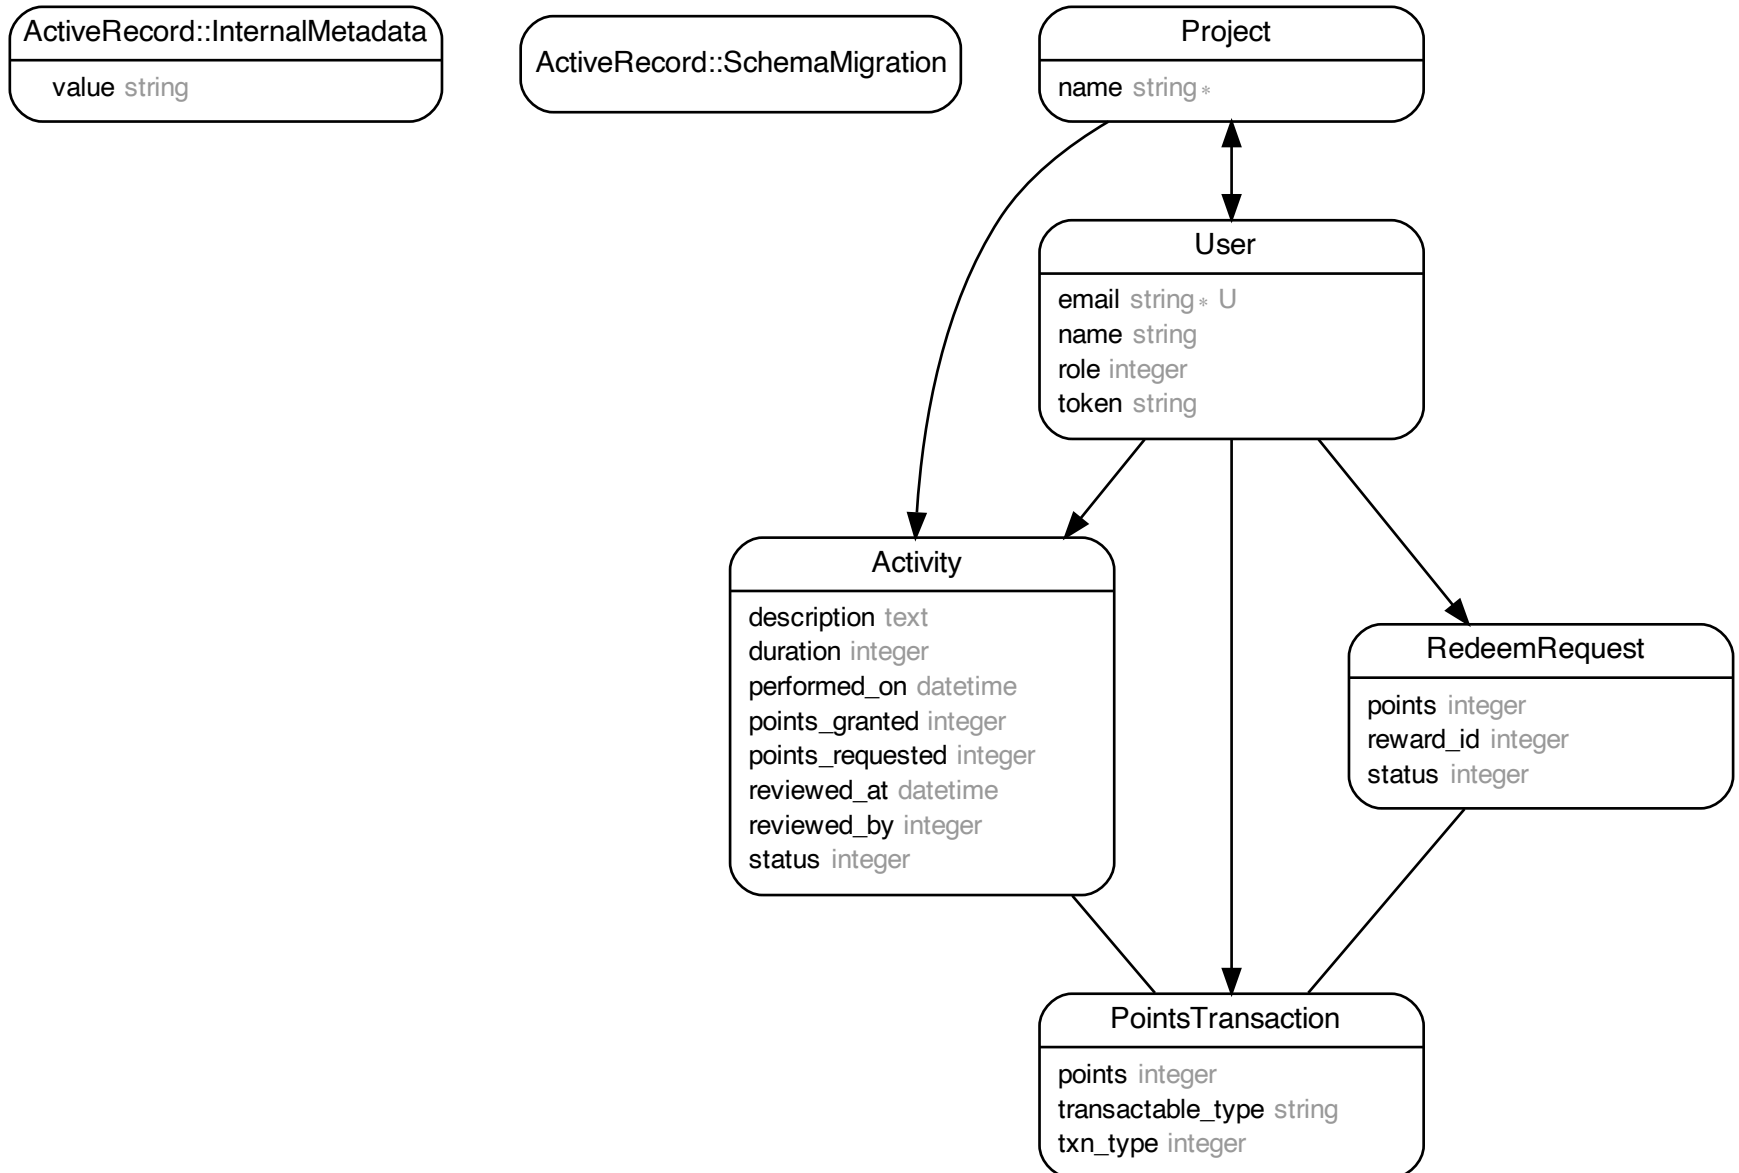 ActiveRecord::InternalMetadata
value string
ActiveRecord::SchemaMigration
Project
name string *
User
email string * U
name string
role integer
token string
Activity
description text
duration integer
performed_on datetime
points_granted integer
points_requested integer
reviewed_at datetime
reviewed_by integer
status integer
RedeemRequest
points integer
reward_id integer
status integer
PointsTransaction
points integer
transactable_type string
txn_type integer